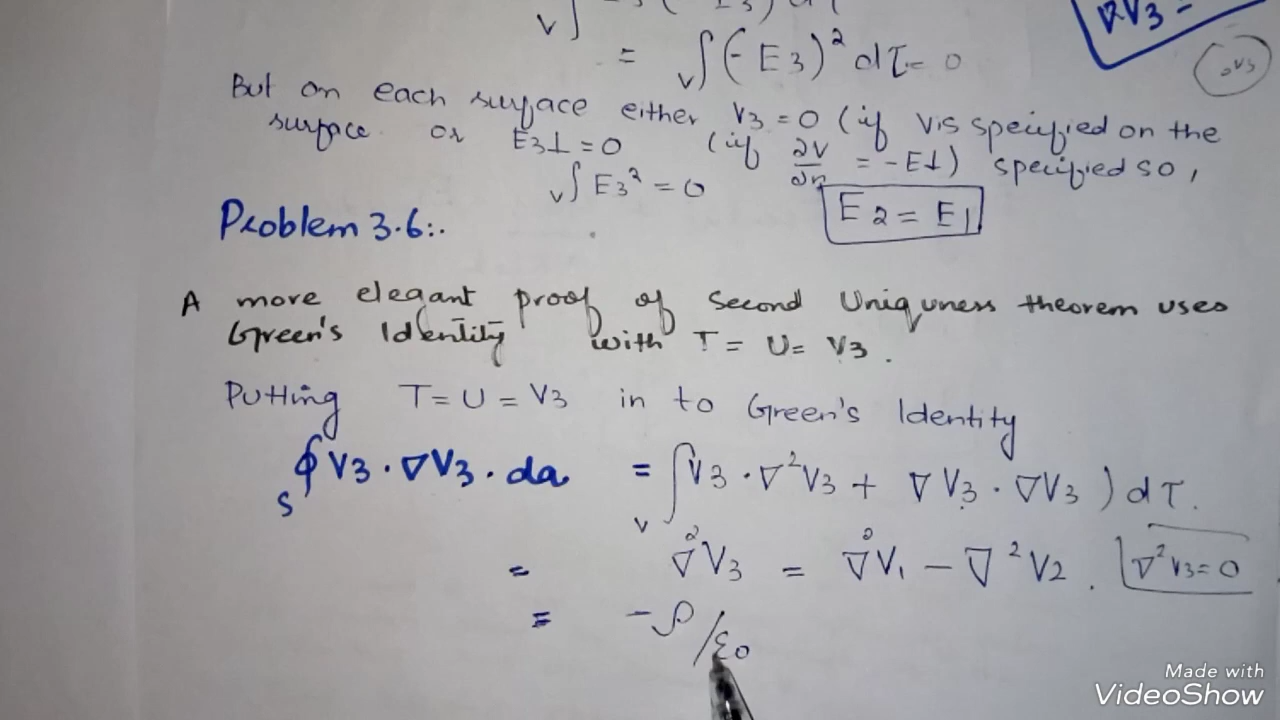 V∫
∇V3 =
= V∫(-E3)² dτ = 0
0V3
But on each surface either V3 = 0 (if V is specified on the
surface or E3⊥ = 0 (if ∂V/∂n = -E⊥) specified so,
V∫E3² = 0
E2 = E1
Problem 3.6:.
A more elegant proof of Second Uniquness theorem uses
Green's Identity with T = U = V3.
Putting T = U = V3 in to Green's Identity
∮S V3 · ∇V3 · da = ∫V V3 · ∇²V3 + ∇V3 · ∇V3 ) dτ.
= ∇²V3 = ∇²V1 - ∇²V2. ∇²V3 = 0
= -ρ/ε0
Made with
VideoShow